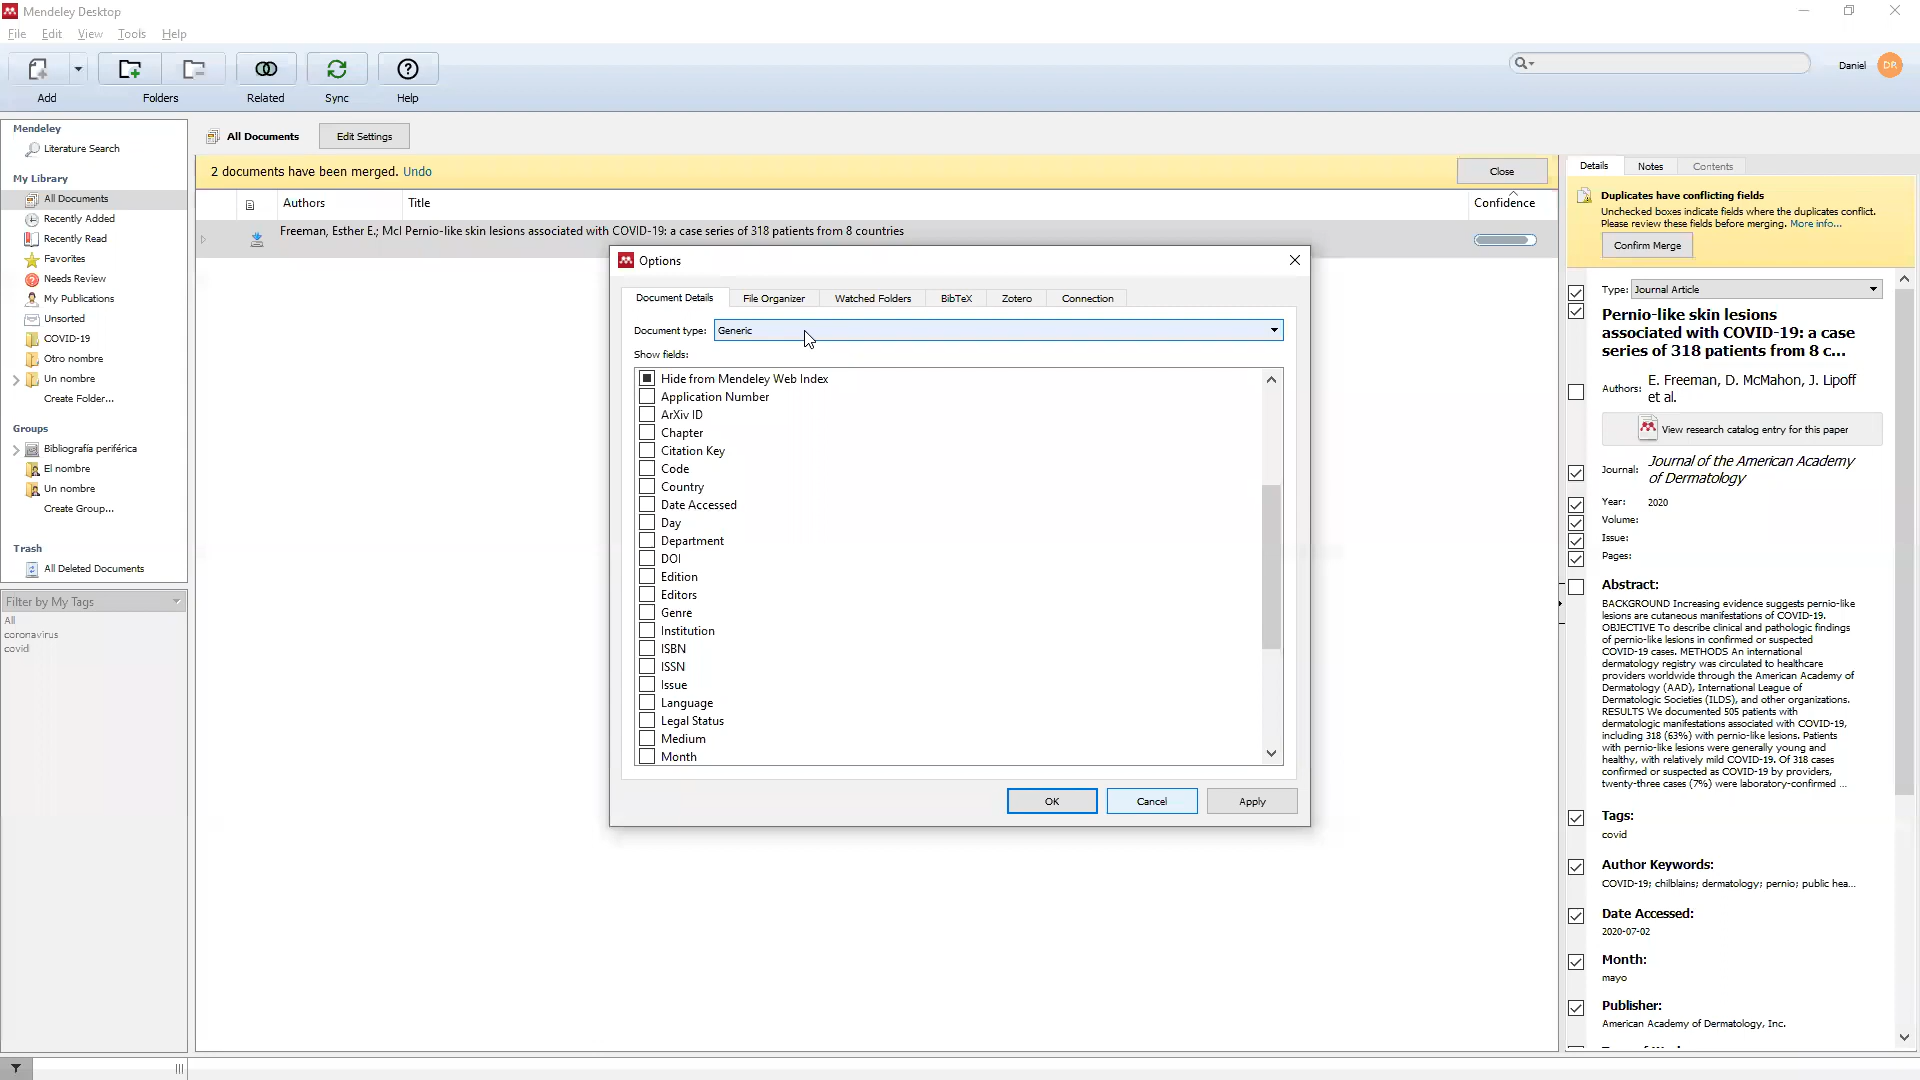 Mendeley Desktop
File Edit View Tools Help
Add Folders Related Sync Help
Daniel DR
Mendeley
Literature Search
My Library
All Documents
Recently Added
Recently Read
Favorites
Needs Review
My Publications
Unsorted
COVID-19
Otro nombre
Un nombre
Create Folder...
Groups
Bibliografía periférica
El nombre
Un nombre
Create Group...
Trash
All Deleted Documents
Filter by My Tags
All
coronavirus
covid
All Documents Edit Settings
2 documents have been merged. Undo Close
Authors Title Confidence
Freeman, Esther E.; McI Pernio-like skin lesions associated with COVID-19: a case series of 318 patients from 8 countries
Options
Document Details File Organizer Watched Folders BibTeX Zotero Connection
Document type: Generic
Show fields:
Hide from Mendeley Web Index
Application Number
ArXiv ID
Chapter
Citation Key
Code
Country
Date Accessed
Day
Department
DOI
Edition
Editors
Genre
Institution
ISBN
ISSN
Issue
Language
Legal Status
Medium
Month
OK Cancel Apply
Details Notes Contents
Duplicates have conflicting fields
Unchecked boxes indicate fields where the duplicates conflict.
Please review these fields before merging. More info...
Confirm Merge
Type: Journal Article
Pernio-like skin lesions
associated with COVID-19: a case
series of 318 patients from 8 c...
Authors: E. Freeman, D. McMahon, J. Lipoff
et al.
View research catalog entry for this paper
Journal: Journal of the American Academy
of Dermatology
Year: 2020
Volume:
Issue:
Pages:
Abstract:
BACKGROUND Increasing evidence suggests pernio-like
lesions are cutaneous manifestations of COVID-19.
OBJECTIVE To describe clinical and pathologic findings
of pernio-like lesions in confirmed or suspected
COVID-19 cases. METHODS An international
dermatology registry was circulated to healthcare
providers worldwide through the American Academy of
Dermatology (AAD), International League of
Dermatologic Societies (ILDS), and other organizations.
RESULTS We documented 505 patients with
dermatologic manifestations associated with COVID-19,
including 318 (63%) with pernio-like lesions. Patients
with pernio-like lesions were generally young and
healthy, with relatively mild COVID-19. Of 318 cases
confirmed or suspected as COVID-19 by providers,
twenty-three cases (7%) were laboratory-confirmed ...
Tags:
covid
Author Keywords:
COVID-19; chilblains; dermatology; pernio; public hea...
Date Accessed:
2020-07-02
Month:
mayo
Publisher:
American Academy of Dermatology, Inc.